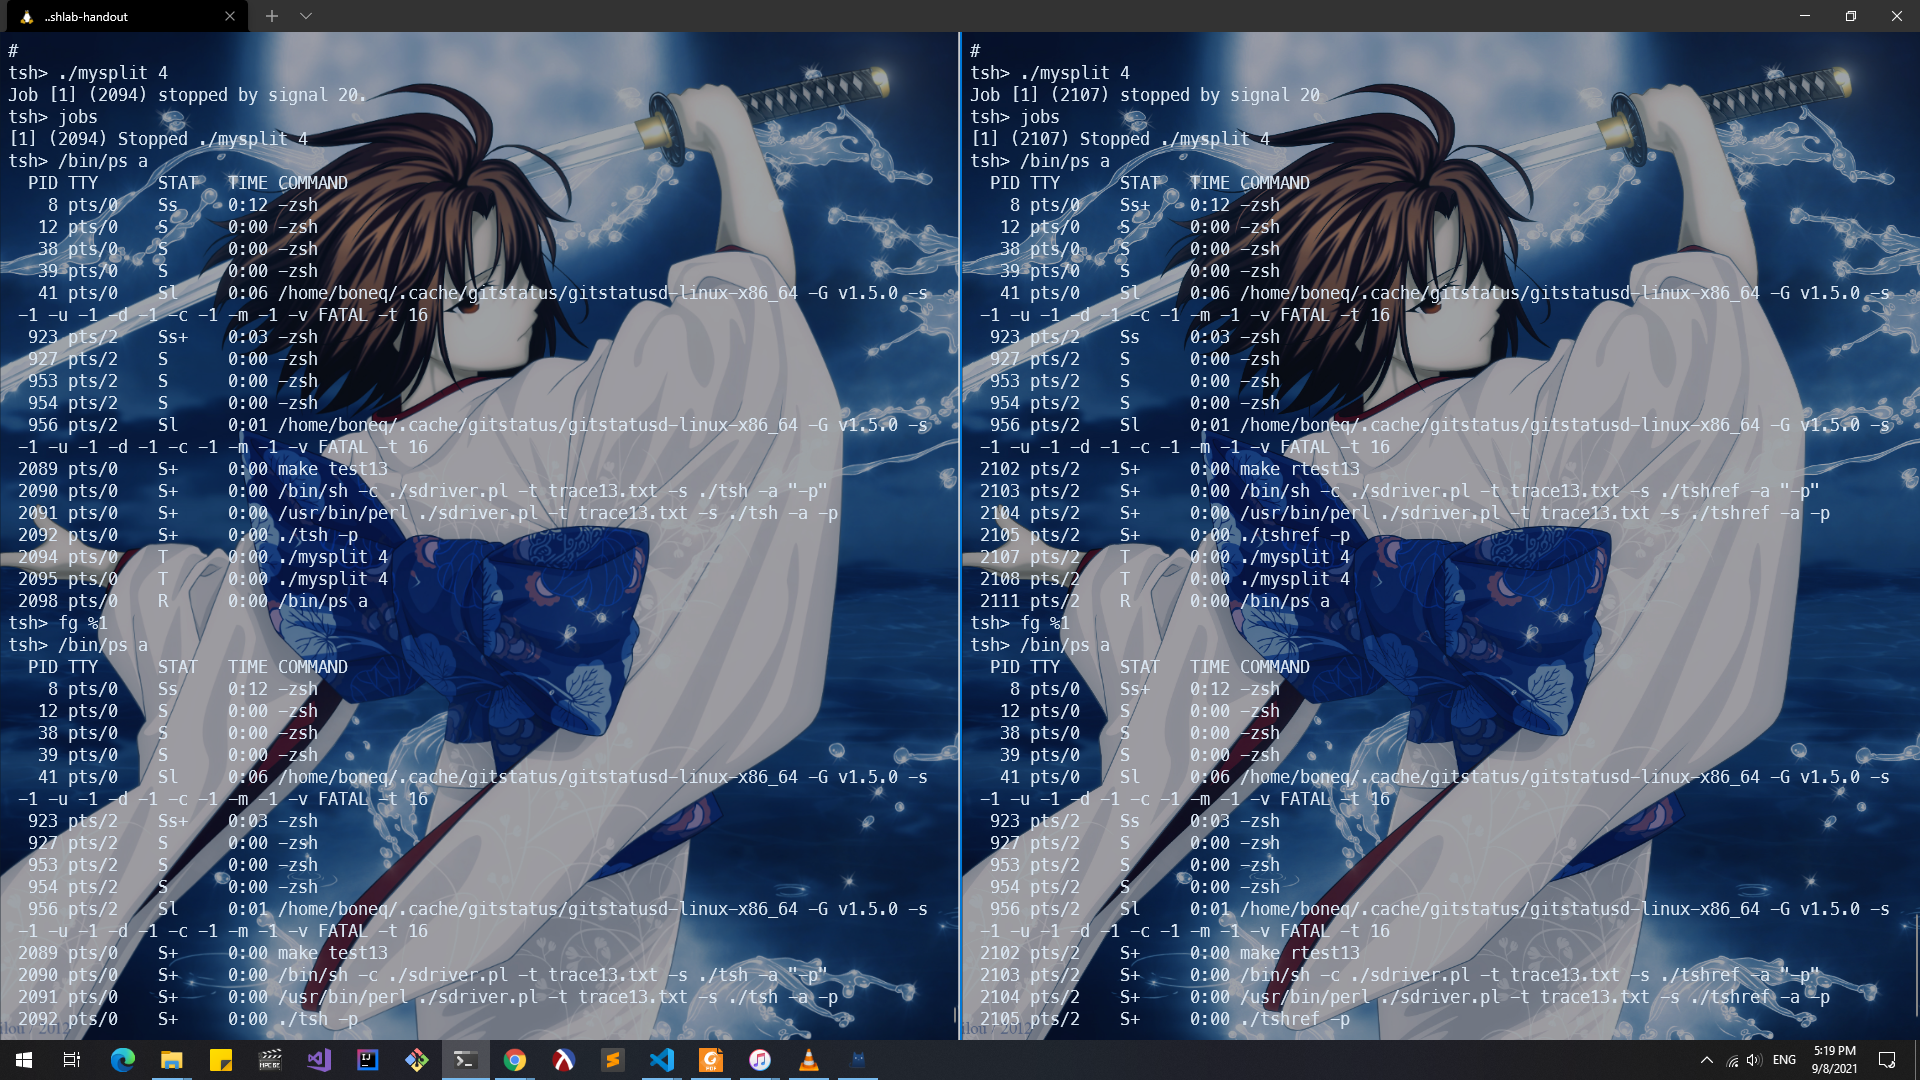 ..shlab-handout
#
tsh> ./mysplit 4
Job [1] (2094) stopped by signal 20.
tsh> jobs
[1] (2094) Stopped ./mysplit 4
tsh> /bin/ps a
PID TTY STAT TIME COMMAND
8 pts/0 Ss 0:12 -zsh
12 pts/0 S 0:00 -zsh
38 pts/0 S 0:00 -zsh
39 pts/0 S 0:00 -zsh
41 pts/0 Sl 0:06 /home/boneq/.cache/gitstatus/gitstatusd-linux-x86_64 -G v1.5.0 -s
-1 -u -1 -d -1 -c -1 -m -1 -v FATAL -t 16
923 pts/2 Ss+ 0:03 -zsh
927 pts/2 S 0:00 -zsh
953 pts/2 S 0:00 -zsh
954 pts/2 S 0:00 -zsh
956 pts/2 Sl 0:01 /home/boneq/.cache/gitstatus/gitstatusd-linux-x86_64 -G v1.5.0 -s
-1 -u -1 -d -1 -c -1 -m -1 -v FATAL -t 16
2089 pts/0 S+ 0:00 make test13
2090 pts/0 S+ 0:00 /bin/sh -c ./sdriver.pl -t trace13.txt -s ./tsh -a "-p"
2091 pts/0 S+ 0:00 /usr/bin/perl ./sdriver.pl -t trace13.txt -s ./tsh -a -p
2092 pts/0 S+ 0:00 ./tsh -p
2094 pts/0 T 0:00 ./mysplit 4
2095 pts/0 T 0:00 ./mysplit 4
2098 pts/0 R 0:00 /bin/ps a
tsh> fg %1
tsh> /bin/ps a
PID TTY STAT TIME COMMAND
8 pts/0 Ss 0:12 -zsh
12 pts/0 S 0:00 -zsh
38 pts/0 S 0:00 -zsh
39 pts/0 S 0:00 -zsh
41 pts/0 Sl 0:06 /home/boneq/.cache/gitstatus/gitstatusd-linux-x86_64 -G v1.5.0 -s
-1 -u -1 -d -1 -c -1 -m -1 -v FATAL -t 16
923 pts/2 Ss+ 0:03 -zsh
927 pts/2 S 0:00 -zsh
953 pts/2 S 0:00 -zsh
954 pts/2 S 0:00 -zsh
956 pts/2 Sl 0:01 /home/boneq/.cache/gitstatus/gitstatusd-linux-x86_64 -G v1.5.0 -s
-1 -u -1 -d -1 -c -1 -m -1 -v FATAL -t 16
2089 pts/0 S+ 0:00 make test13
2090 pts/0 S+ 0:00 /bin/sh -c ./sdriver.pl -t trace13.txt -s ./tsh -a "-p"
2091 pts/0 S+ 0:00 /usr/bin/perl ./sdriver.pl -t trace13.txt -s ./tsh -a -p
2092 pts/0 S+ 0:00 ./tsh -p
#
tsh> ./mysplit 4
Job [1] (2107) stopped by signal 20
tsh> jobs
[1] (2107) Stopped ./mysplit 4
tsh> /bin/ps a
PID TTY STAT TIME COMMAND
8 pts/0 Ss+ 0:12 -zsh
12 pts/0 S 0:00 -zsh
38 pts/0 S 0:00 -zsh
39 pts/0 S 0:00 -zsh
41 pts/0 Sl 0:06 /home/boneq/.cache/gitstatus/gitstatusd-linux-x86_64 -G v1.5.0 -s
-1 -u -1 -d -1 -c -1 -m -1 -v FATAL -t 16
923 pts/2 Ss 0:03 -zsh
927 pts/2 S 0:00 -zsh
953 pts/2 S 0:00 -zsh
954 pts/2 S 0:00 -zsh
956 pts/2 Sl 0:01 /home/boneq/.cache/gitstatus/gitstatusd-linux-x86_64 -G v1.5.0 -s
-1 -u -1 -d -1 -c -1 -m -1 -v FATAL -t 16
2102 pts/2 S+ 0:00 make rtest13
2103 pts/2 S+ 0:00 /bin/sh -c ./sdriver.pl -t trace13.txt -s ./tshref -a "-p"
2104 pts/2 S+ 0:00 /usr/bin/perl ./sdriver.pl -t trace13.txt -s ./tshref -a -p
2105 pts/2 S+ 0:00 ./tshref -p
2107 pts/2 T 0:00 ./mysplit 4
2108 pts/2 T 0:00 ./mysplit 4
2111 pts/2 R 0:00 /bin/ps a
tsh> fg %1
tsh> /bin/ps a
PID TTY STAT TIME COMMAND
8 pts/0 Ss+ 0:12 -zsh
12 pts/0 S 0:00 -zsh
38 pts/0 S 0:00 -zsh
39 pts/0 S 0:00 -zsh
41 pts/0 Sl 0:06 /home/boneq/.cache/gitstatus/gitstatusd-linux-x86_64 -G v1.5.0 -s
-1 -u -1 -d -1 -c -1 -m -1 -v FATAL -t 16
923 pts/2 Ss 0:03 -zsh
927 pts/2 S 0:00 -zsh
953 pts/2 S 0:00 -zsh
954 pts/2 S 0:00 -zsh
956 pts/2 Sl 0:01 /home/boneq/.cache/gitstatus/gitstatusd-linux-x86_64 -G v1.5.0 -s
-1 -u -1 -d -1 -c -1 -m -1 -v FATAL -t 16
2102 pts/2 S+ 0:00 make rtest13
2103 pts/2 S+ 0:00 /bin/sh -c ./sdriver.pl -t trace13.txt -s ./tshref -a "-p"
2104 pts/2 S+ 0:00 /usr/bin/perl ./sdriver.pl -t trace13.txt -s ./tshref -a -p
2105 pts/2 S+ 0:00 ./tshref -p
ENG
5:19 PM
9/8/2021